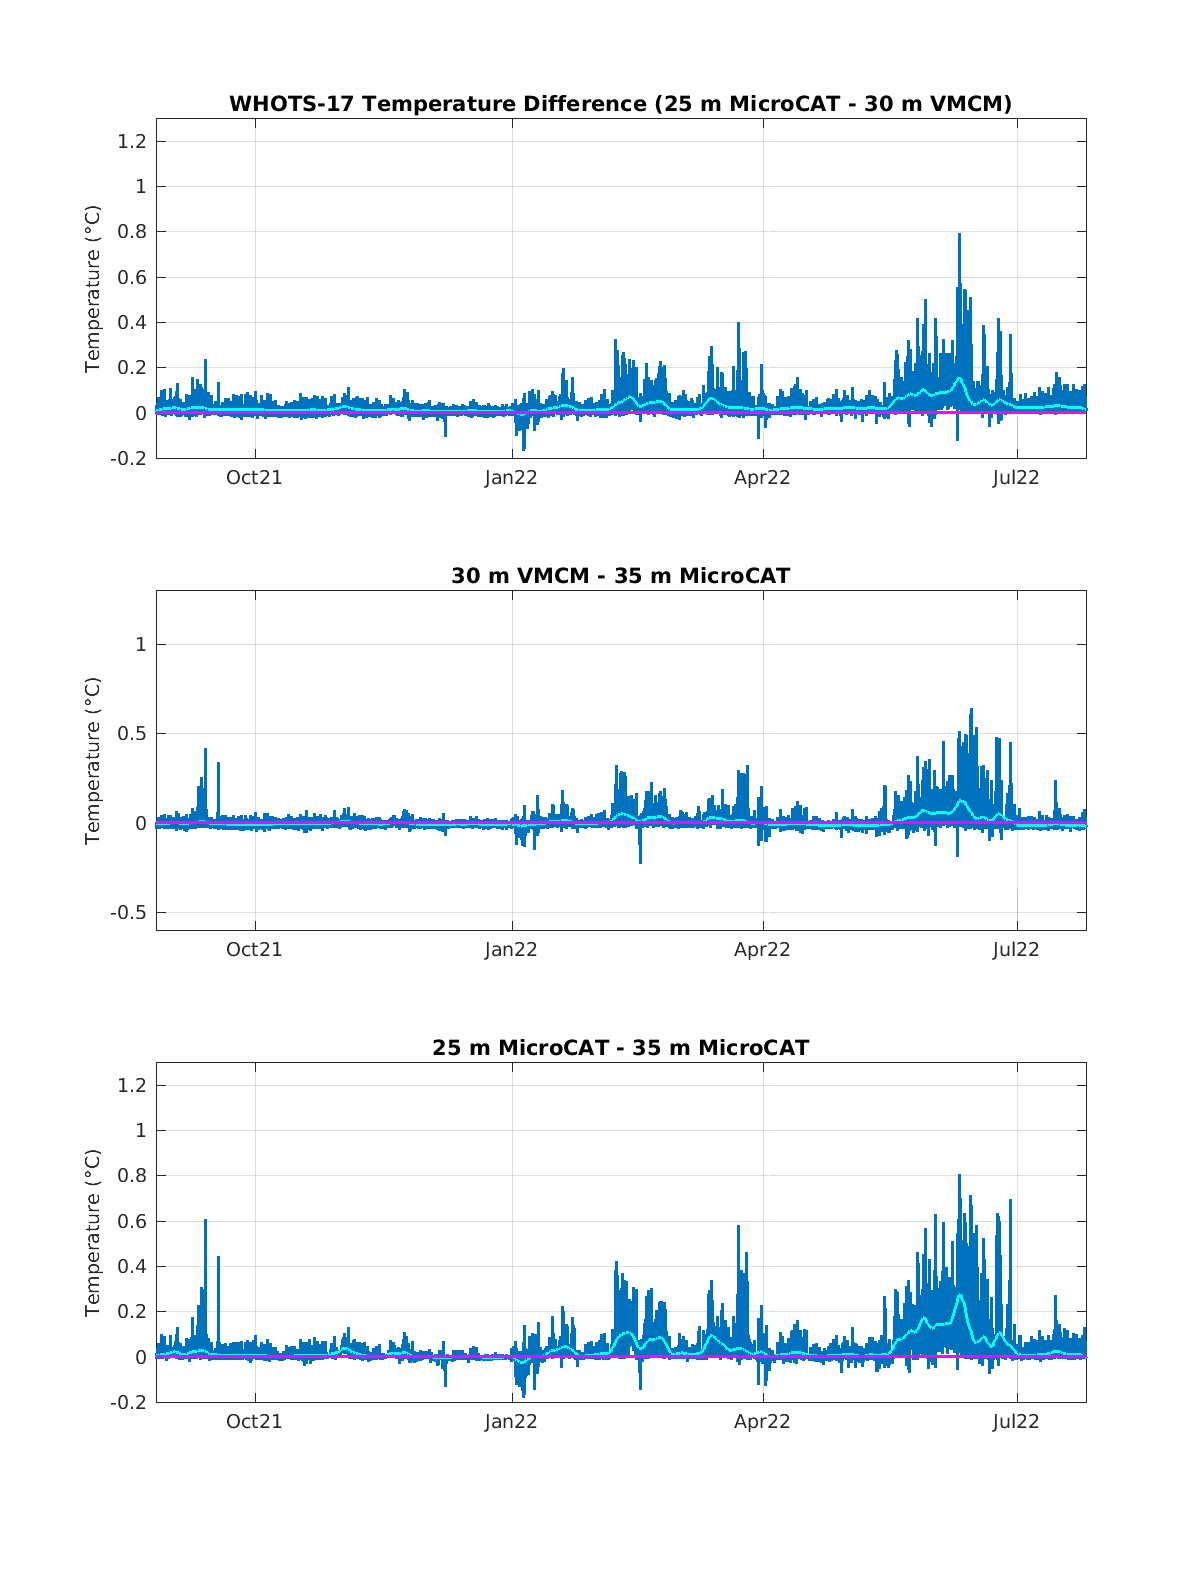 WHOTS-17 Temperature Difference (25 m MicroCAT - 30 m VMCM)
Temperature (°C)
1.2
1
0.8
0.6
0.4
0.2
0
-0.2
Oct21 Jan22 Apr22 Jul22
30 m VMCM - 35 m MicroCAT
Temperature (°C)
1
0.5
0
-0.5
Oct21 Jan22 Apr22 Jul22
25 m MicroCAT - 35 m MicroCAT
Temperature (°C)
1.2
1
0.8
0.6
0.4
0.2
0
-0.2
Oct21 Jan22 Apr22 Jul22